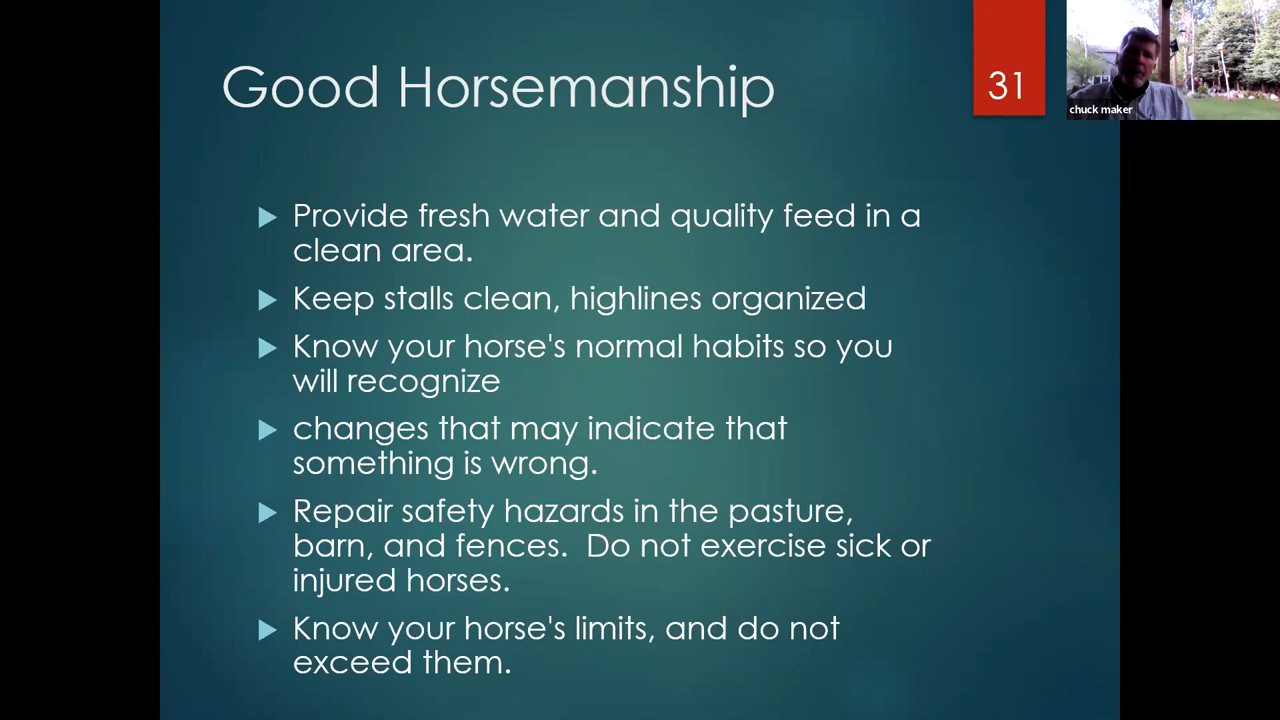 Good Horsemanship
31
chuck maker
Provide fresh water and quality feed in a
clean area.
Keep stalls clean, highlines organized
Know your horse's normal habits so you
will recognize
changes that may indicate that
something is wrong.
Repair safety hazards in the pasture,
barn, and fences.  Do not exercise sick or
injured horses.
Know your horse's limits, and do not
exceed them.